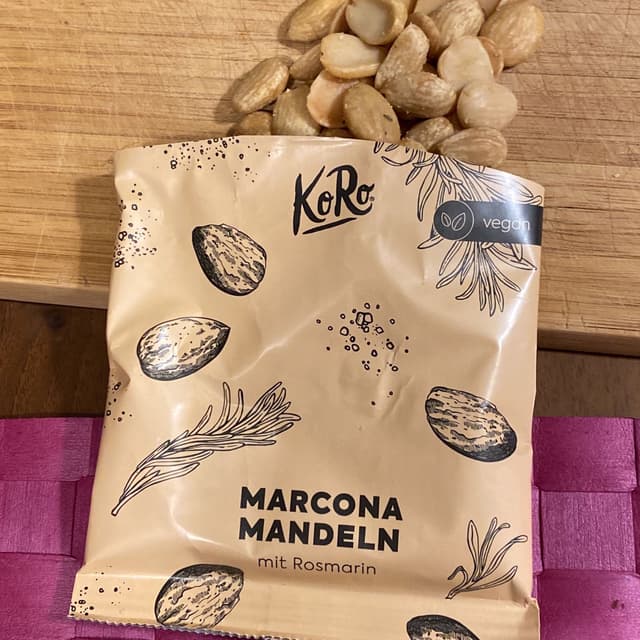 KoRo
vegan
MARCONA
MANDELN
mit Rosmarin